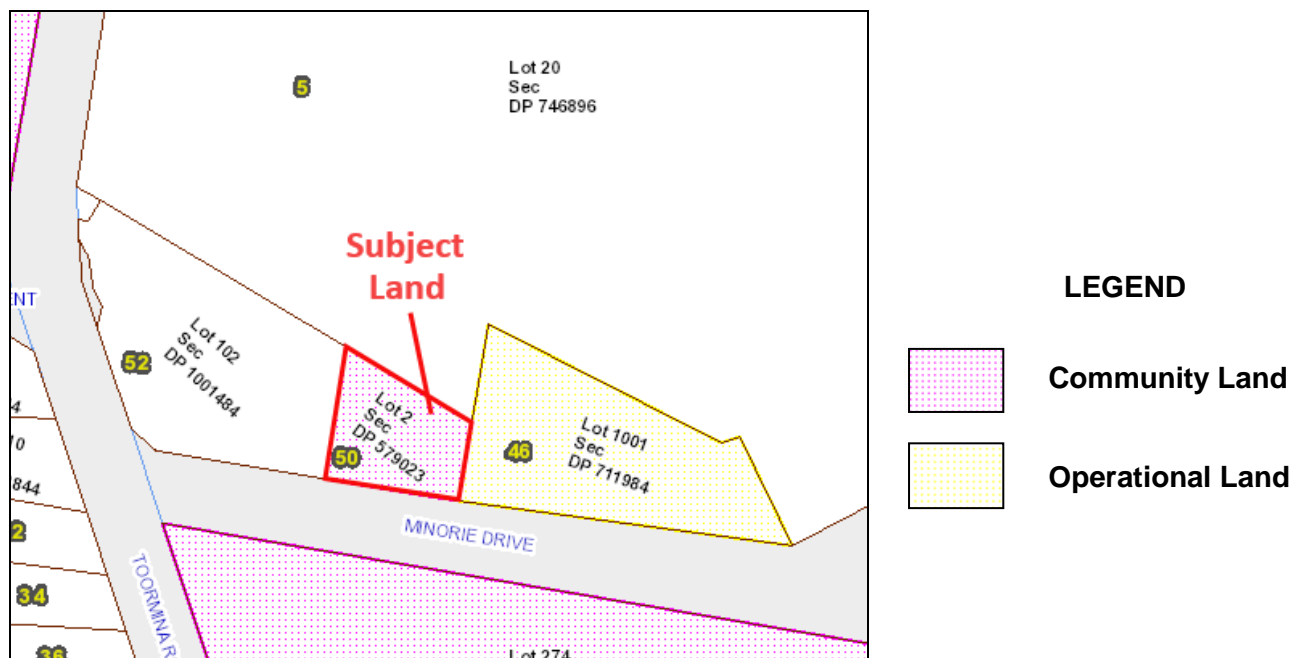 Lot 20
Sec
DP 746896
5
Subject
Land
ENT
Lot 102
Sec
DP 1001484
52
Lot 2
Sec
DP 579023
50
Lot 1001
Sec
DP 711984
46
MINORIE DRIVE
4
10
844
2
34
36
TOORMINA R
Lot 274
LEGEND
Community Land
Operational Land